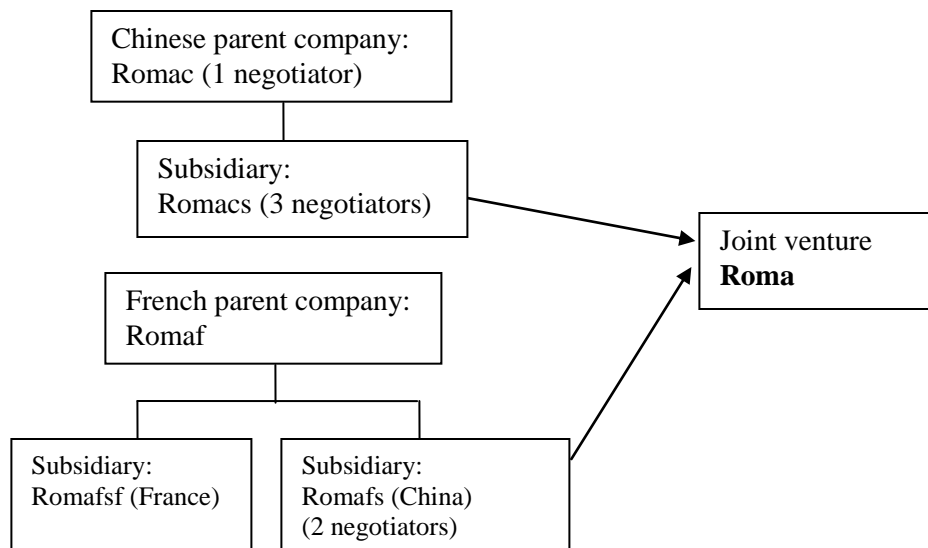 Chinese parent company:
Romac (1 negotiator)
Subsidiary:
Romacs (3 negotiators)
Joint venture
Roma
French parent company:
Romaf
Subsidiary:
Romafsf (France)
Subsidiary:
Romafs (China)
(2 negotiators)